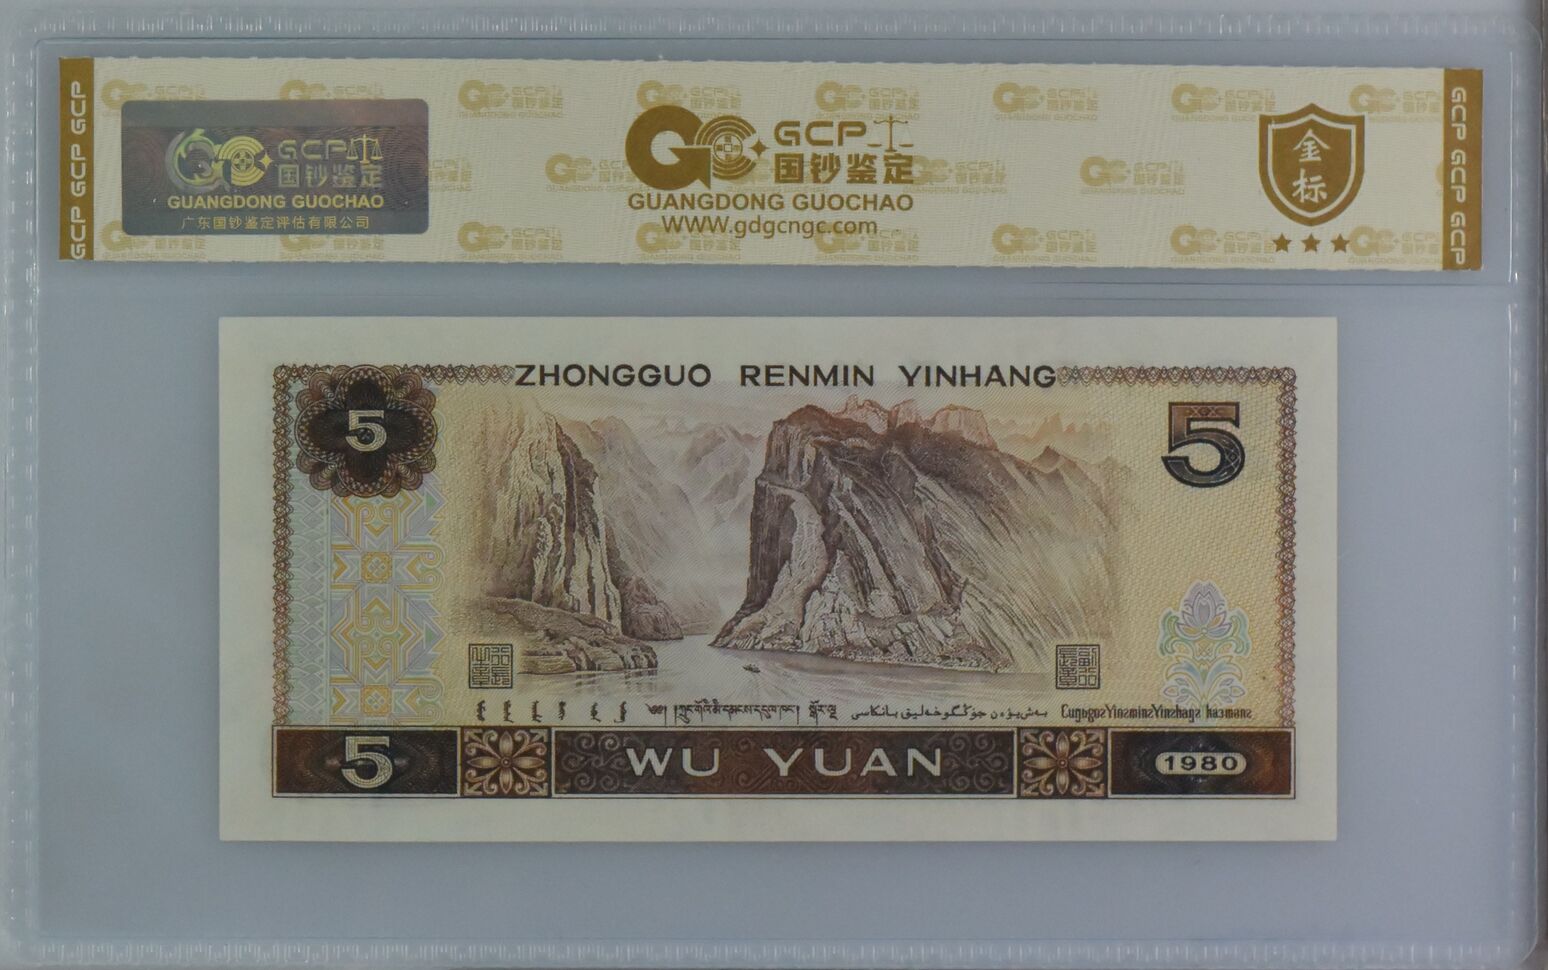 GCP GCP GCP
GCP
国钞鉴定
GUANGDONG GUOCHAO
广东国钞鉴定评估有限公司
GCP
国钞鉴定
GUANGDONG GUOCHAO
WWW.gdgcngc.com
金标
GCP GCP GCP
ZHONGGUO RENMIN YINHANG
5
5
5
WU YUAN
1980